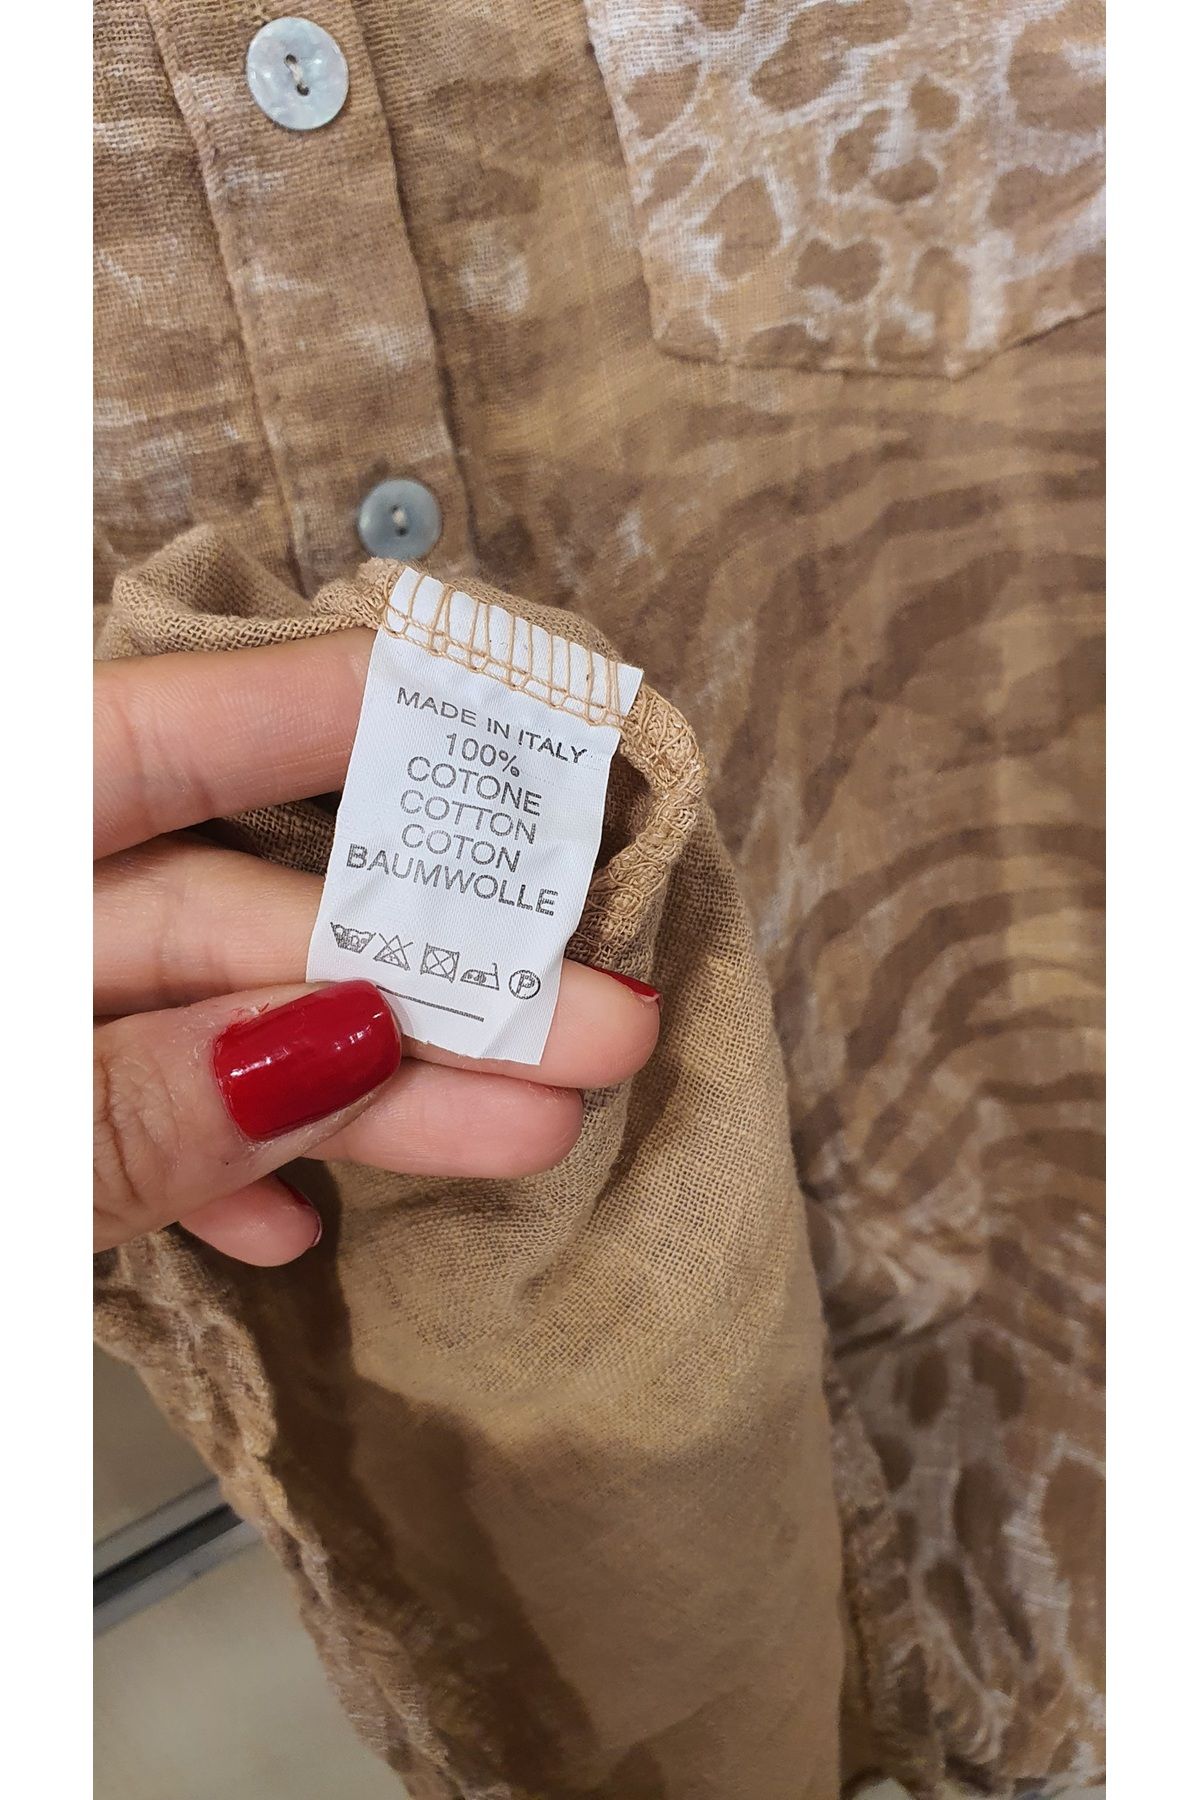 MADE IN ITALY
100%
COTONE
COTTON
COTON
BAUMWOLLE
P